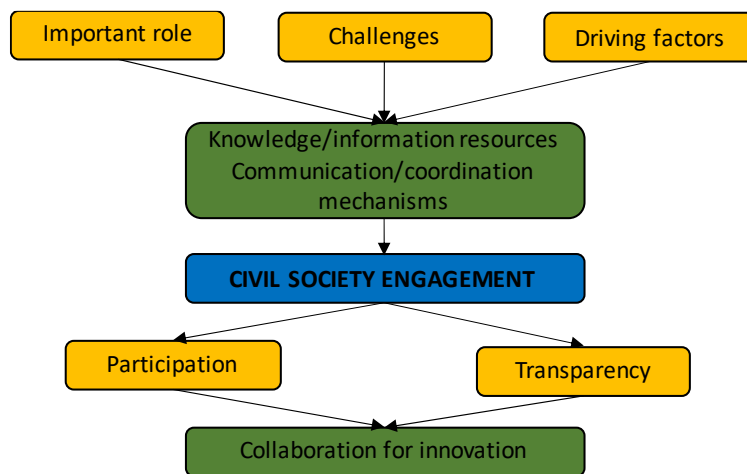 Important role
Challenges
Driving factors
Knowledge/information resources
Communication/coordination
mechanisms
CIVIL SOCIETY ENGAGEMENT
Participation
Transparency
Collaboration for innovation